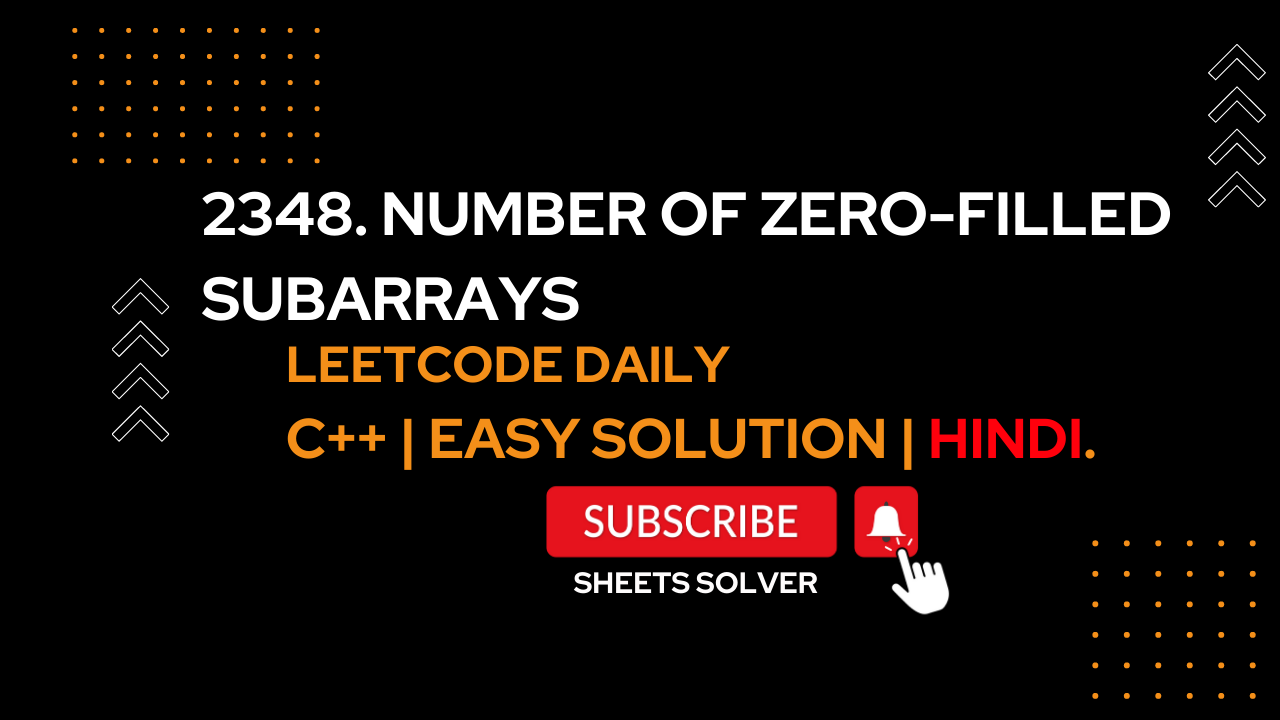 2348. NUMBER OF ZERO-FILLED
SUBARRAYS
LEETCODE DAILY
C++ | EASY SOLUTION | HINDI.
SUBSCRIBE
SHEETS SOLVER